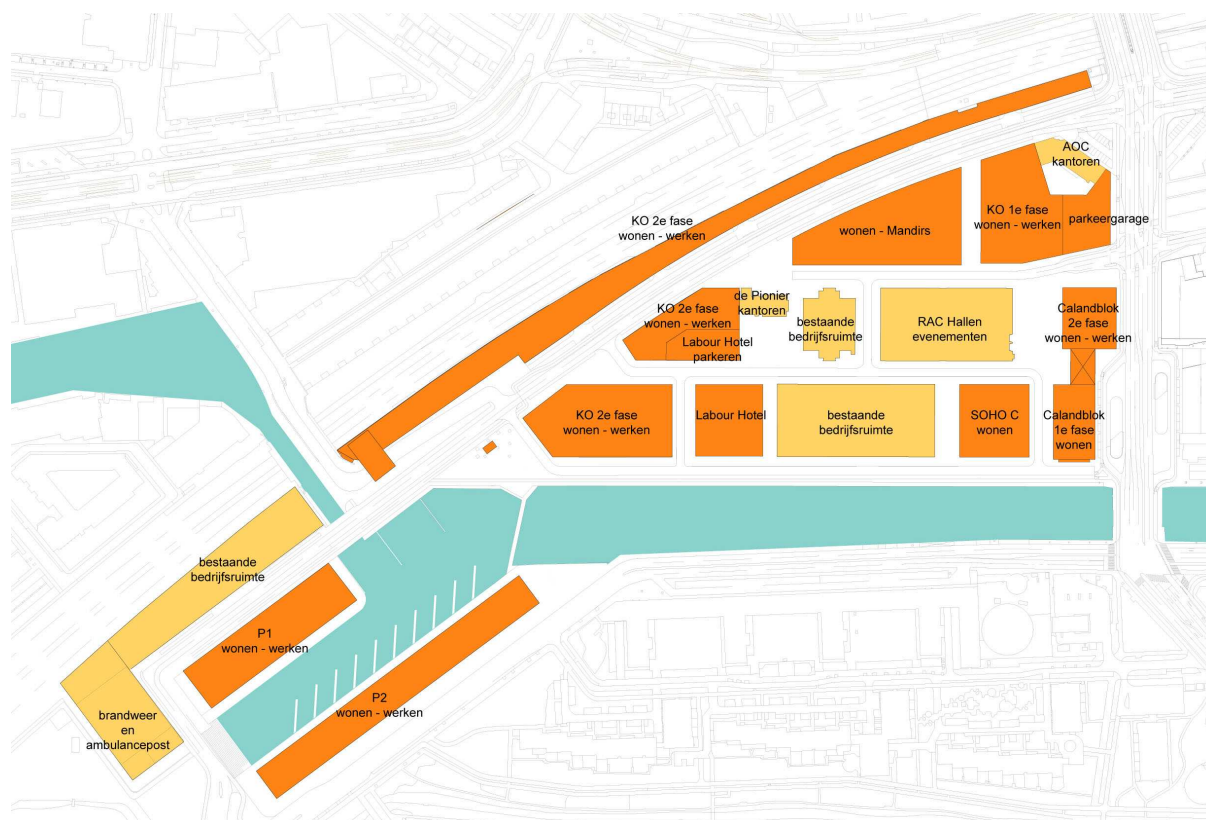 AOC
kantoren
KO 2e fase
wonen - werken
wonen - Mandirs
KO 1e fase
wonen - werken
parkeergarage
KO 2e fase
wonen - werken
Labour Hotel
parkeren
de Pionier
kantoren
bestaande
bedrijfsruimte
RAC Hallen
evenementen
Calandblok
2e fase
wonen - werken
KO 2e fase
wonen - werken
Labour Hotel
bestaande
bedrijfsruimte
SOHO C
wonen
Calandblok
1e fase
wonen
bestaande
bedrijfsruimte
P1
wonen - werken
P2
wonen - werken
brandweer
en
ambulancepost